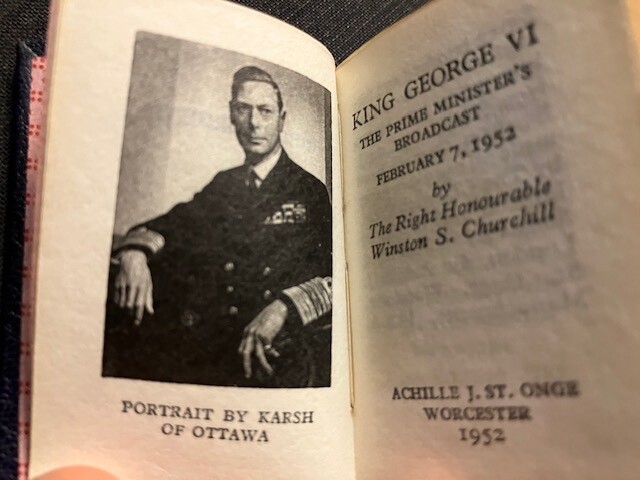 PORTRAIT BY KARSH
OF OTTAWA
KING GEORGE VI
THE PRIME MINISTER'S
BROADCAST
FEBRUARY 7, 1952
by
The Right Honourable
Winston S. Churchill
ACHILLE J. ST. ONGE
WORCESTER
1952